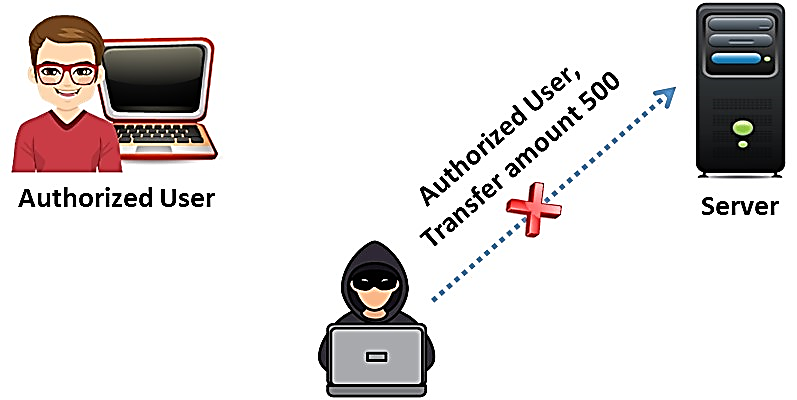 Authorized User
Authorized User,
Transfer amount 500
Server